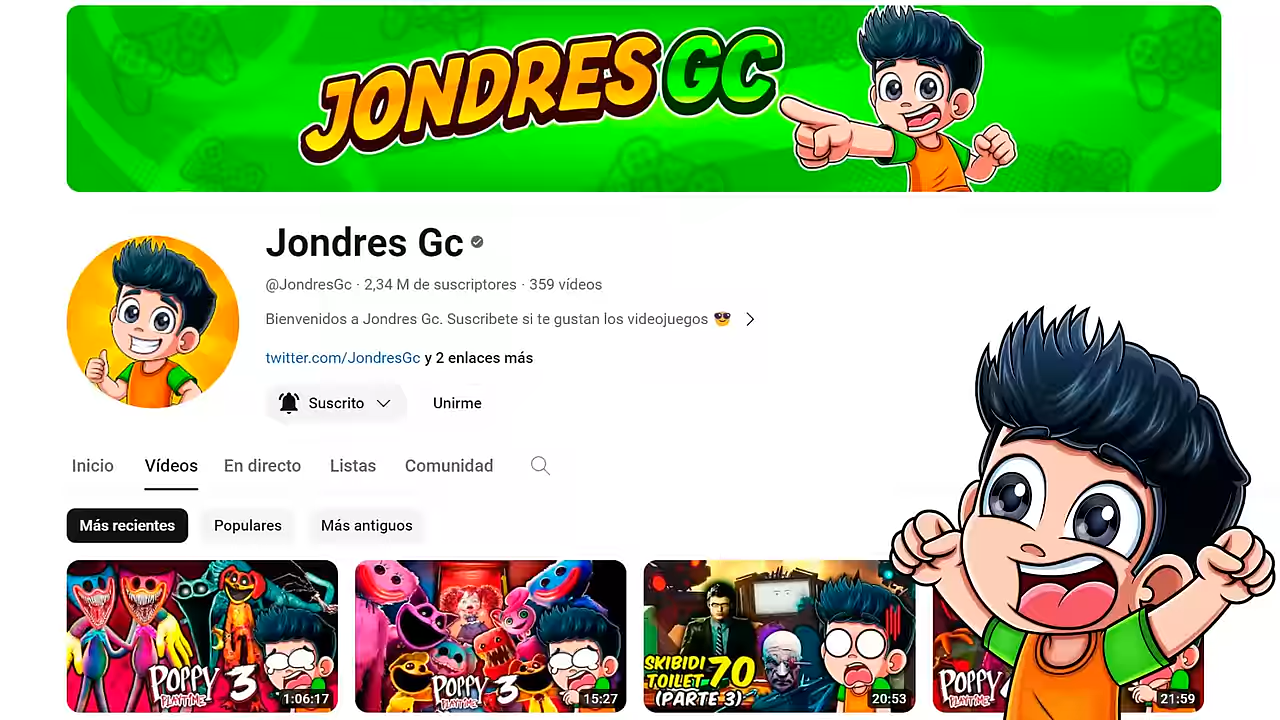 JONDRES GC
Jondres Gc
@JondresGc · 2,34 M de suscriptores · 359 vídeos
Bienvenidos a Jondres Gc. Suscribete si te gustan los videojuegos 😎
twitter.com/JondresGc y 2 enlaces más
Suscrito
Unirme
Inicio
Vídeos
En directo
Listas
Comunidad
Más recientes
Populares
Más antiguos
POPPY 3
PLAYTIME
1:06:17
POPPY 3
PLAYTIME
15:27
SKIBIDI
TOILET 70
(PARTE 3)
20:53
POPPY
PLAYTIME
21:59